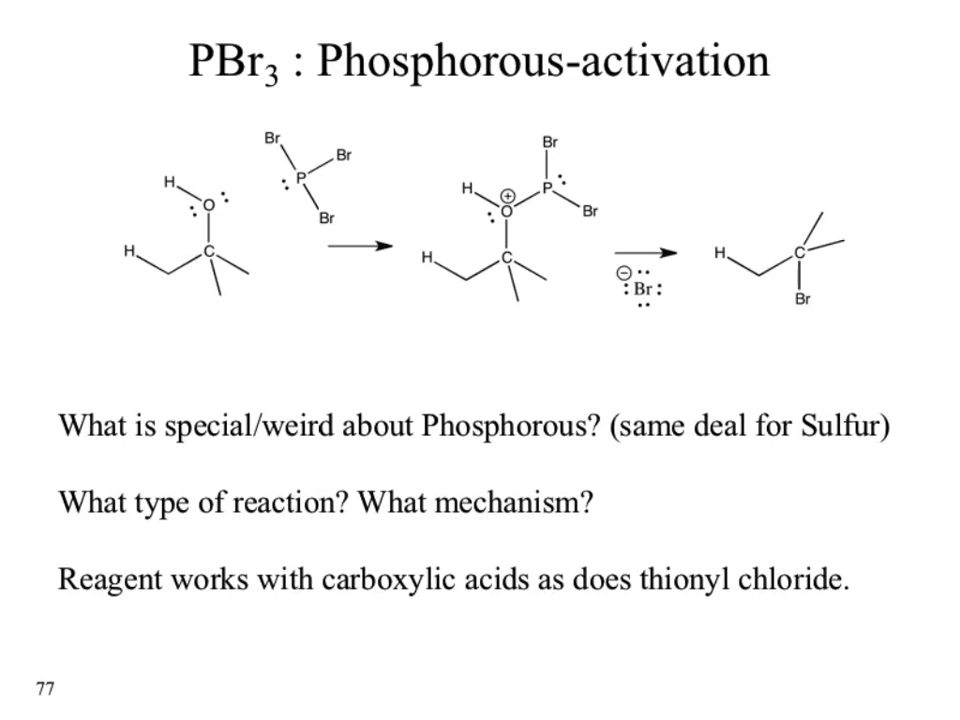 PBr₃ : Phosphorous-activation
Br
Br
P
Br
H
O
H
C
Br
H
P
O
Br
H
C
Br
H
C
Br
What is special/weird about Phosphorous? (same deal for Sulfur)
What type of reaction? What mechanism?
Reagent works with carboxylic acids as does thionyl chloride.
77